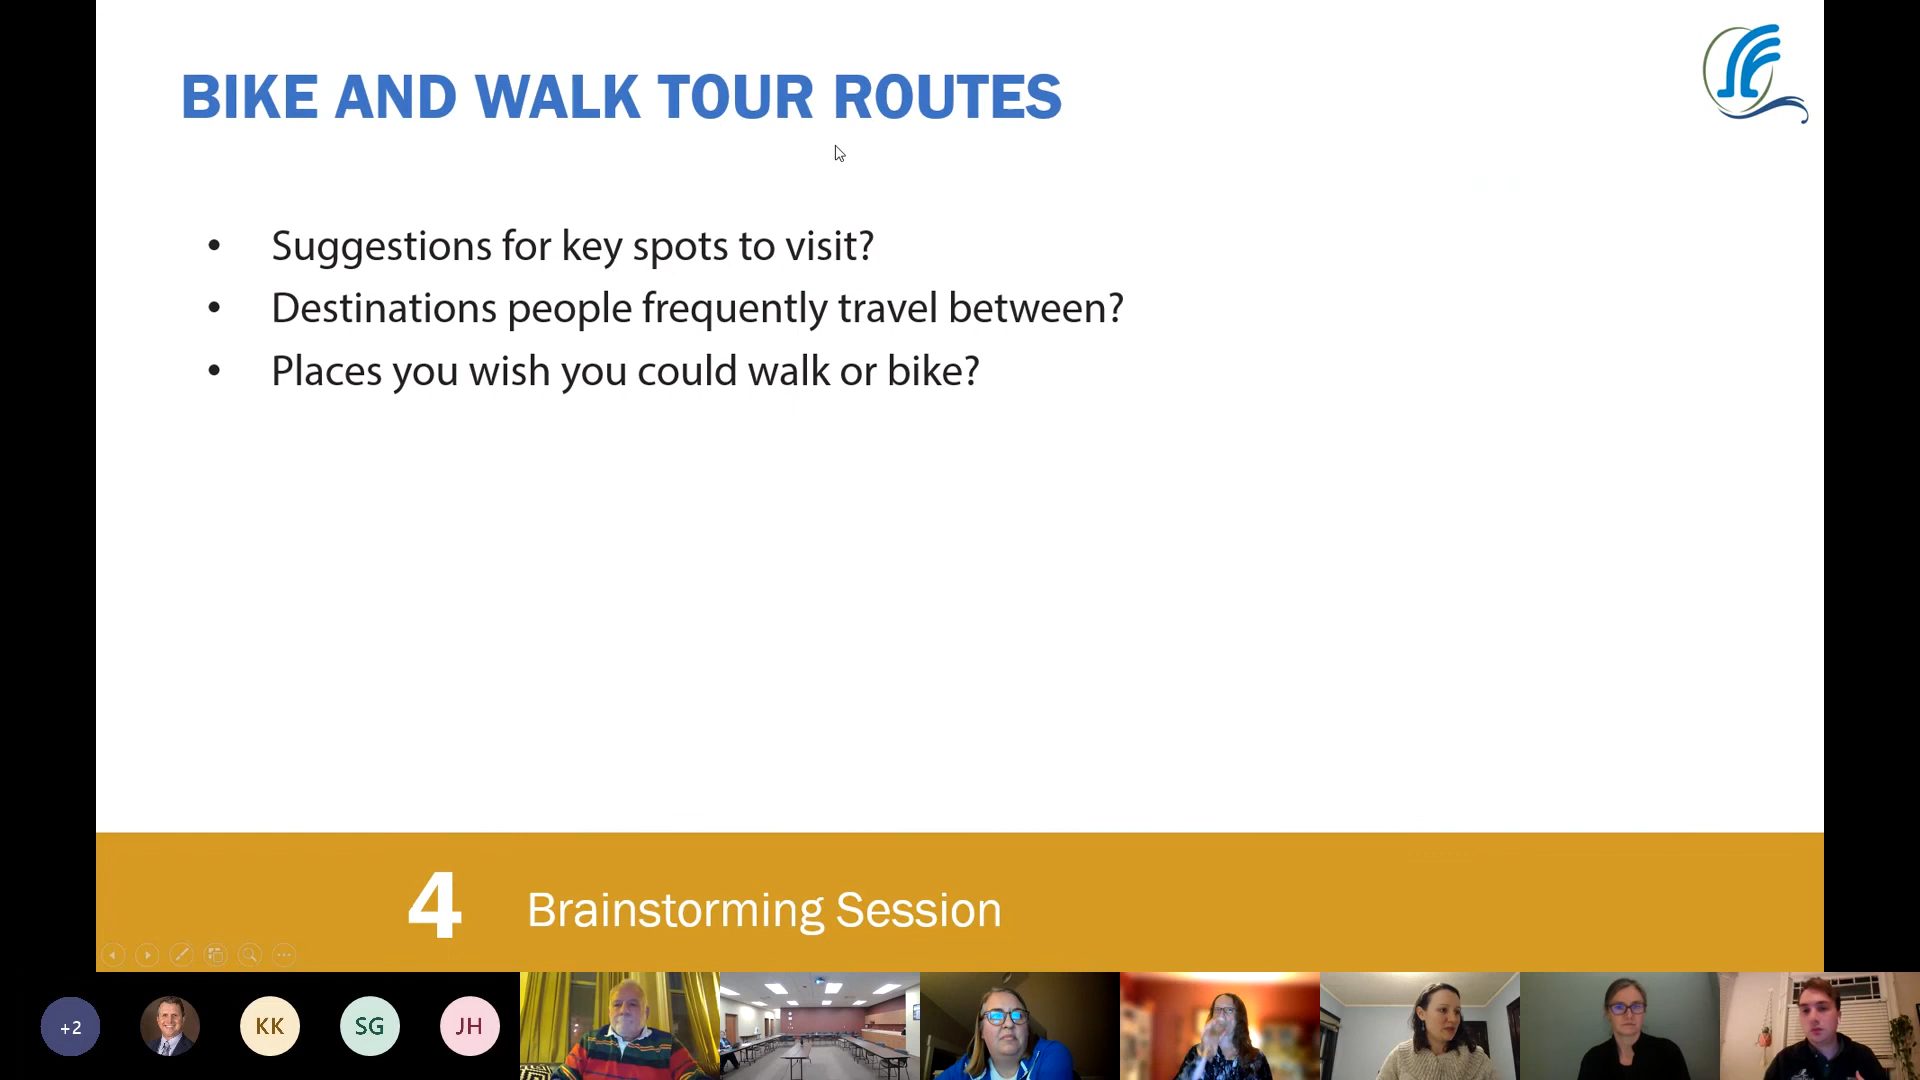 BIKE AND WALK TOUR ROUTES
• Suggestions for key spots to visit?
• Destinations people frequently travel between?
• Places you wish you could walk or bike?
4 Brainstorming Session
+2 KK SG JH